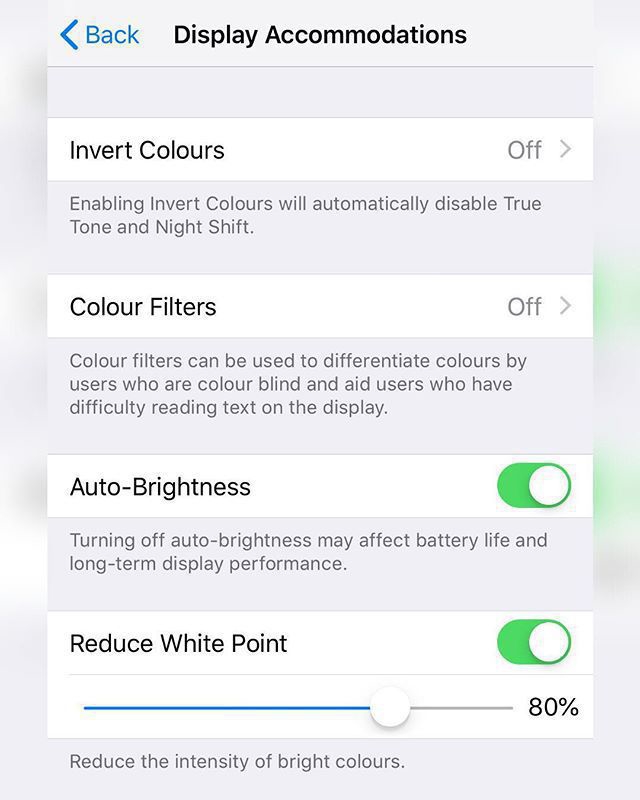 Back Display Accommodations
Invert Colours Off
Enabling Invert Colours will automatically disable True
Tone and Night Shift.
Colour Filters Off
Colour filters can be used to differentiate colours by
users who are colour blind and aid users who have
difficulty reading text on the display.
Auto-Brightness
Turning off auto-brightness may affect battery life and
long-term display performance.
Reduce White Point
80%
Reduce the intensity of bright colours.